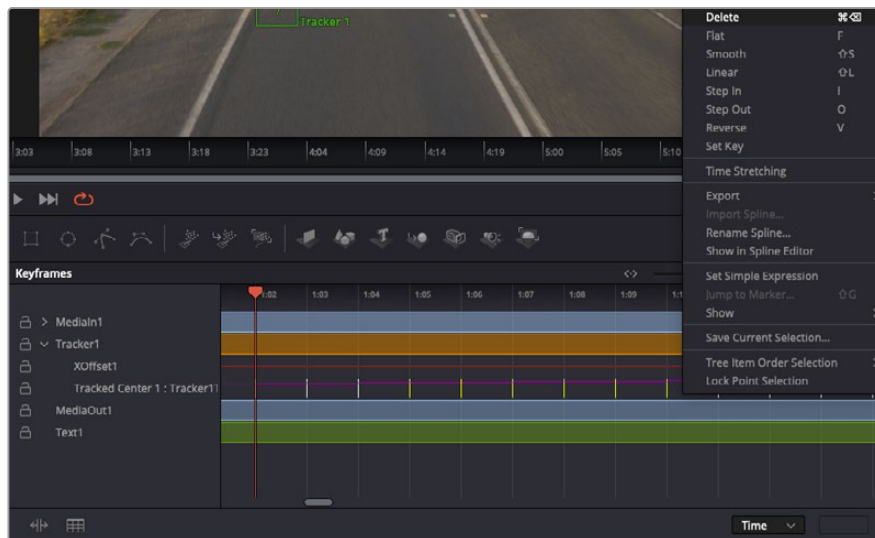 Tracker 1
Delete ⌘⌫
Flat F
Smooth ⇧S
Linear ⇧L
Step In I
Step Out O
Reverse V
Set Key
Time Stretching
Export
Import Spline...
Rename Spline...
Show in Spline Editor
Set Simple Expression
Jump to Marker... ⇧G
Show
Save Current Selection...
Tree Item Order Selection
Lock Point Selection
3:03 3:08 3:13 3:18 3:23 4:04 4:09 4:14 4:19 5:00 5:05 5:10
Keyframes
1:02 1:03 1:04 1:05 1:06 1:07 1:08 1:09
MediaIn1
Tracker1
XOffset1
Tracked Center 1 : Tracker1
MediaOut1
Text1
Time